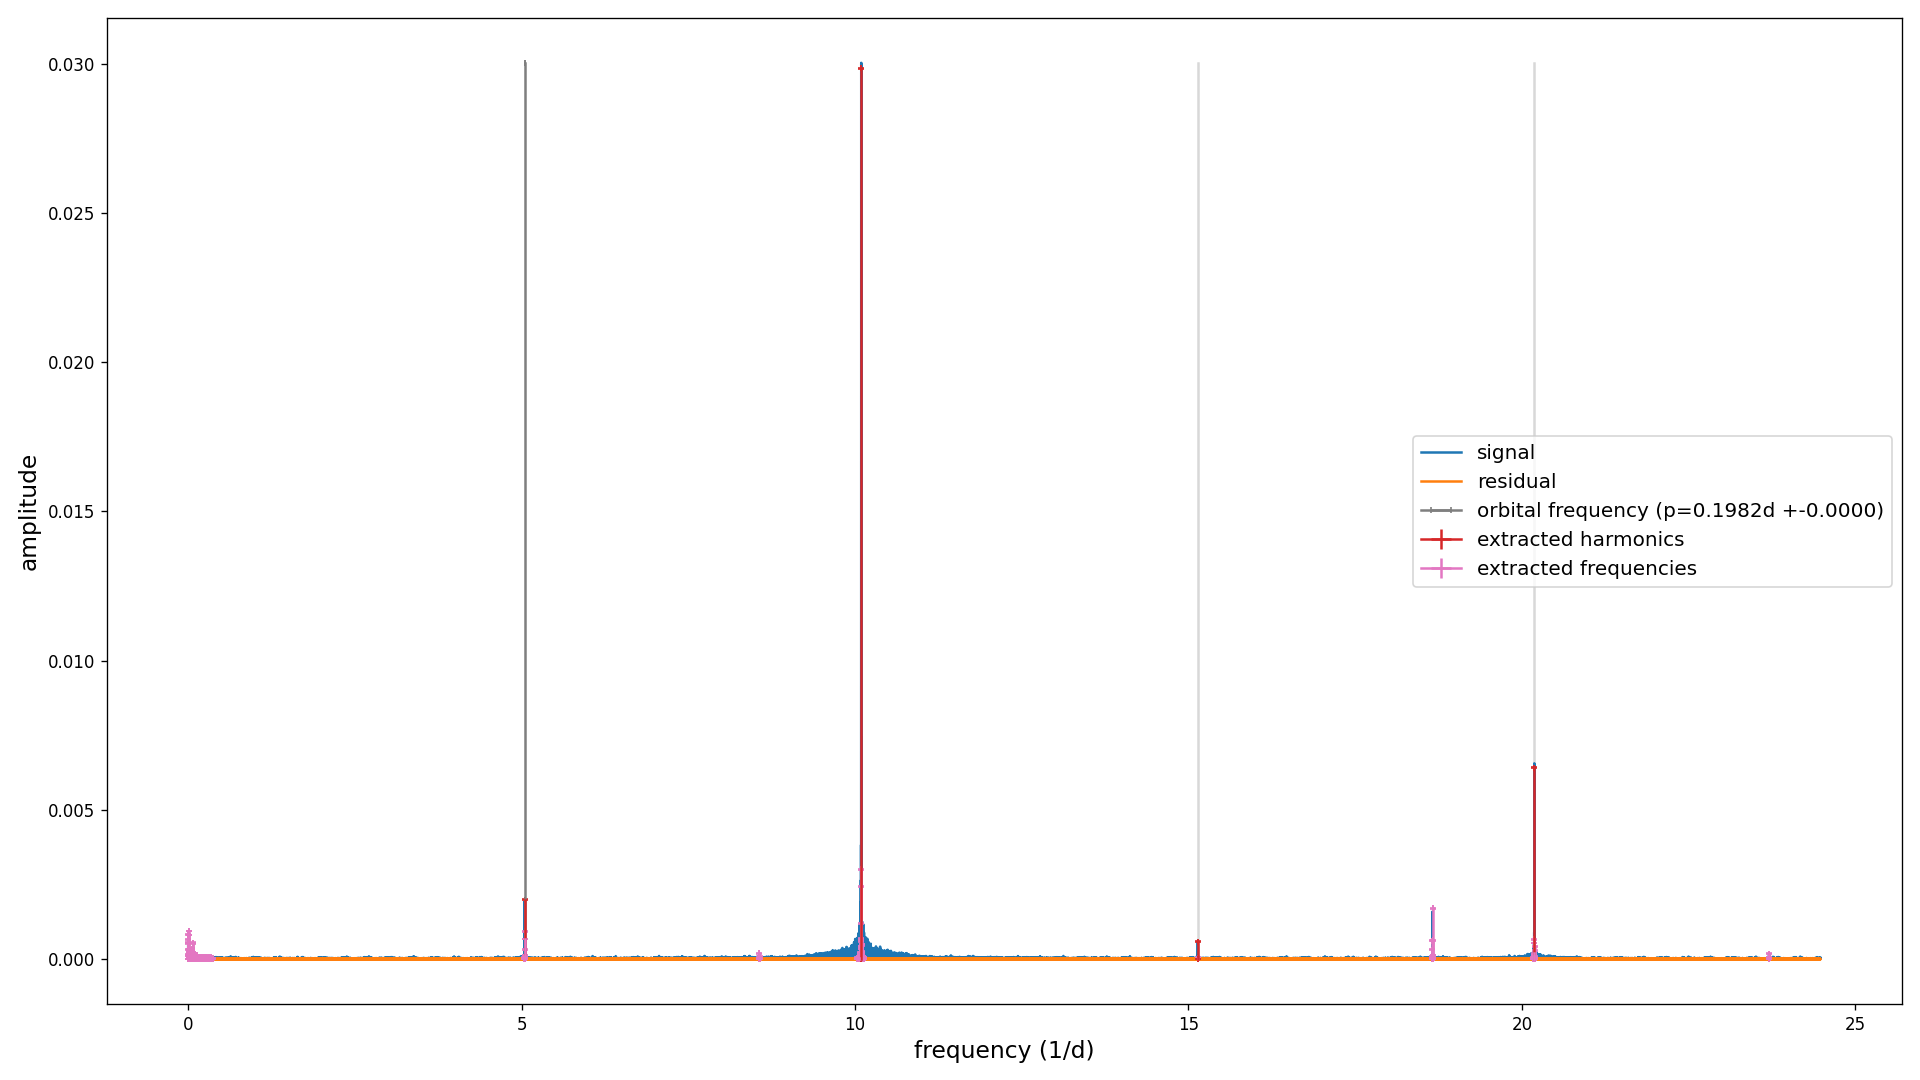 0.030
0.025
0.020
0.015
0.010
0.005
0.000
amplitude
signal
residual
orbital frequency (p=0.1982d +-0.0000)
extracted harmonics
extracted frequencies
0 5 10 15 20 25
frequency (1/d)